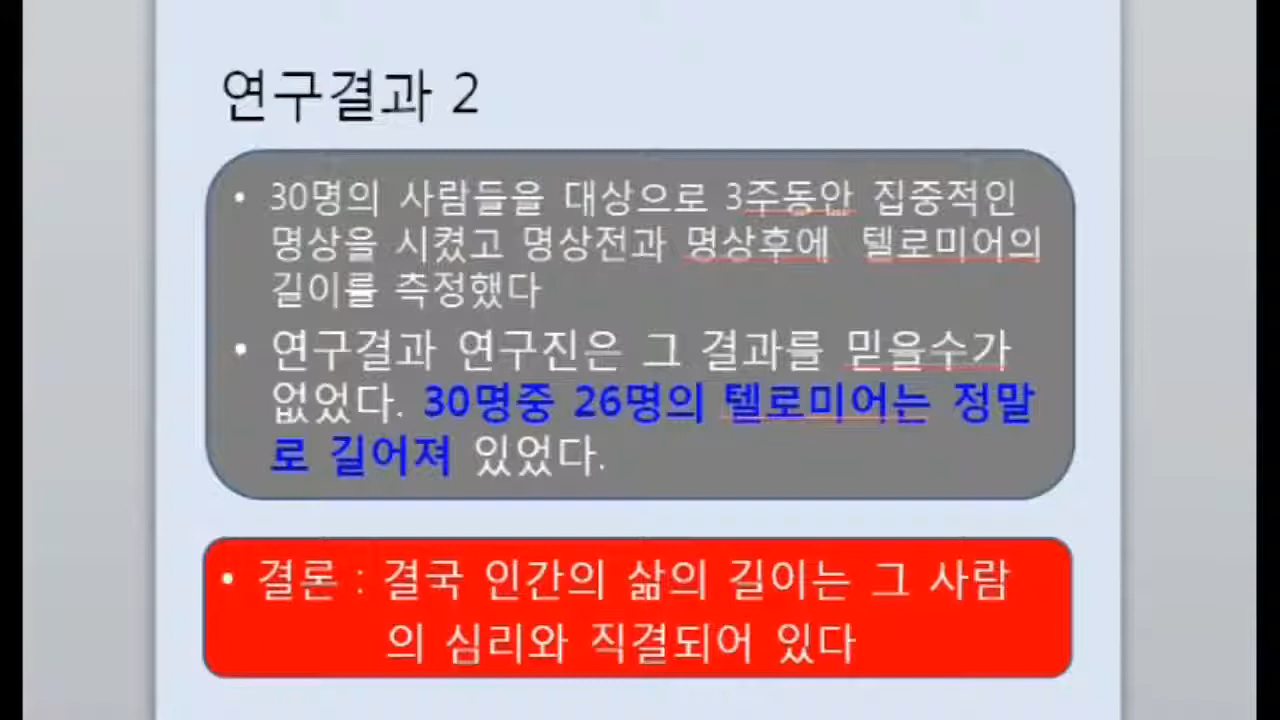 연구결과 2
• 30명의 사람들을 대상으로 3주동안 집중적인
명상을 시켰고 명상전과 명상후에 텔로미어의
길이를 측정했다
• 연구결과 연구진은 그 결과를 믿을수가
없었다. 30명중 26명의 텔로미어는 정말
로 길어져 있었다.
• 결론 : 결국 인간의 삶의 길이는 그 사람
의 심리와 직결되어 있다